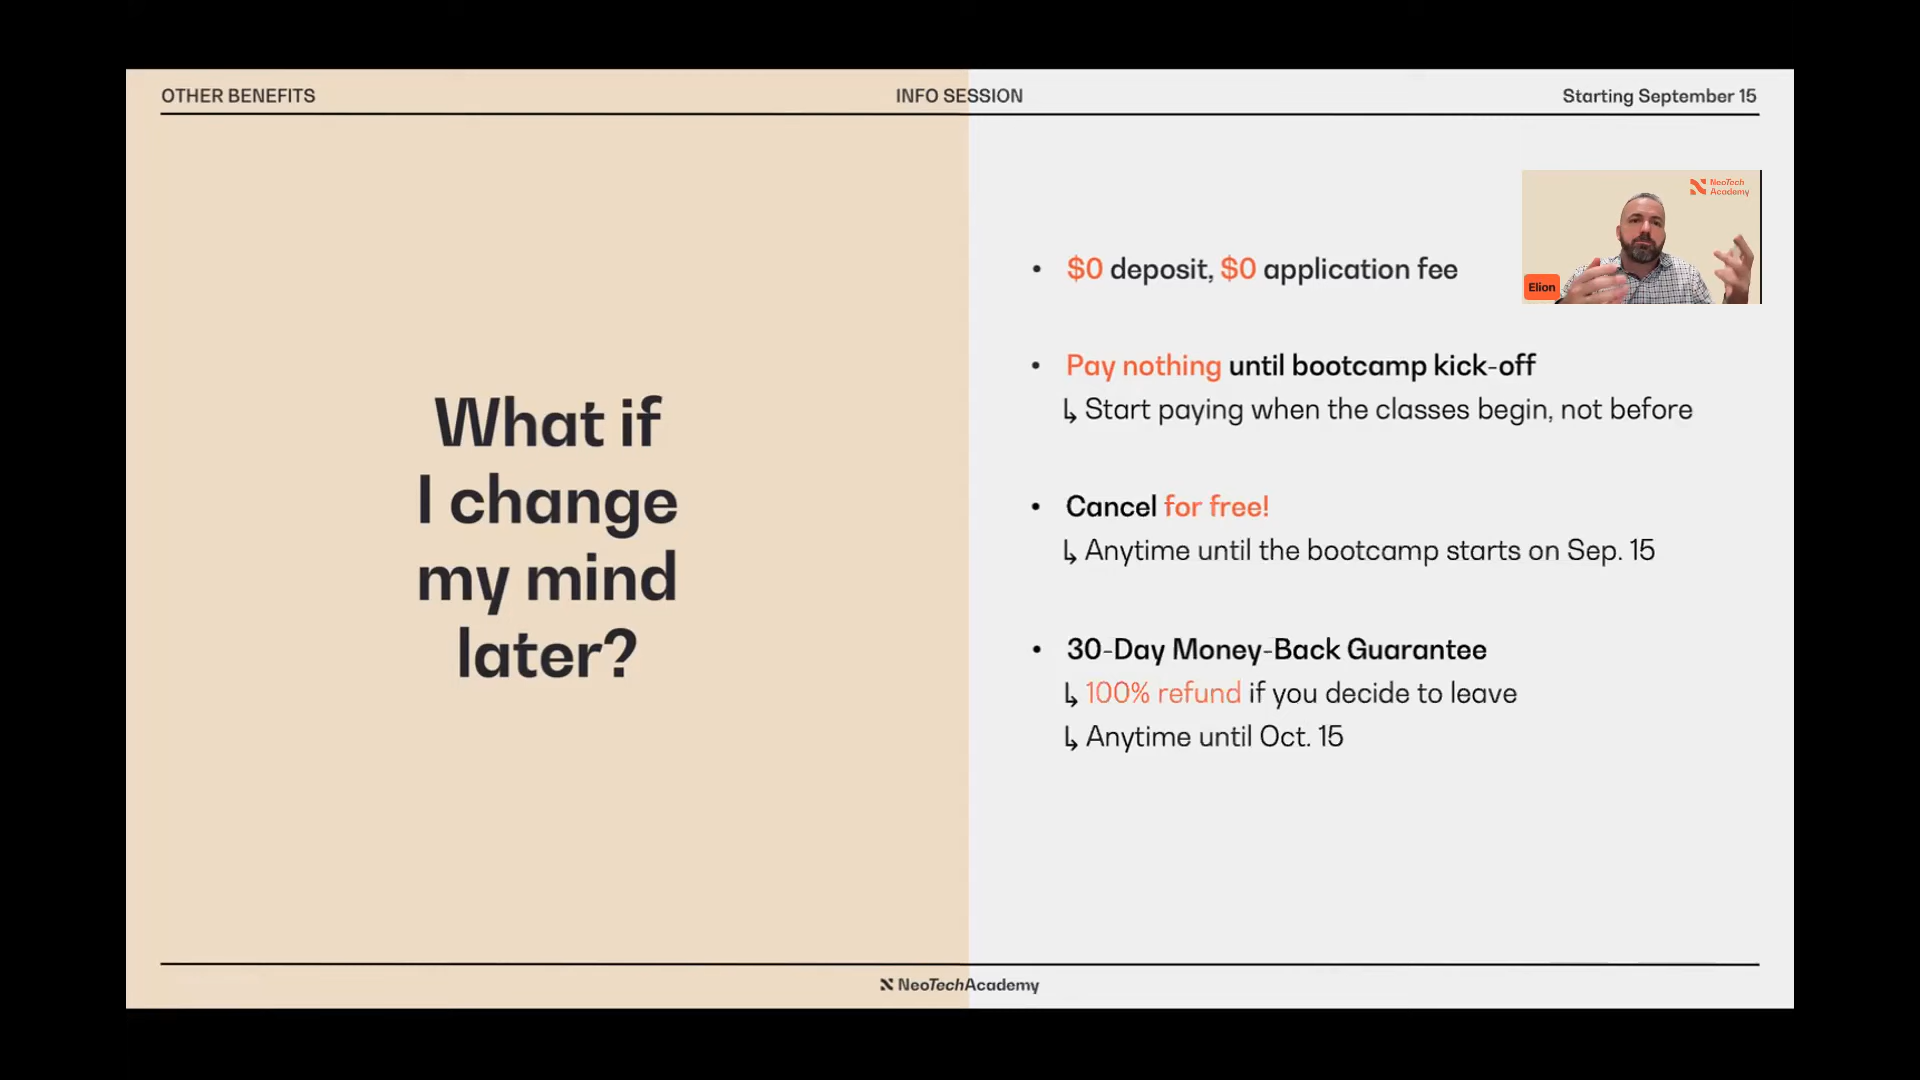 OTHER BENEFITS
INFO SESSION
Starting September 15
NeoTech
Academy
Elion
What if
I change
my mind
later?
• $0 deposit, $0 application fee
• Pay nothing until bootcamp kick-off
↳ Start paying when the classes begin, not before
• Cancel for free!
↳ Anytime until the bootcamp starts on Sep. 15
• 30-Day Money-Back Guarantee
↳ 100% refund if you decide to leave
↳ Anytime until Oct. 15
NeoTechAcademy